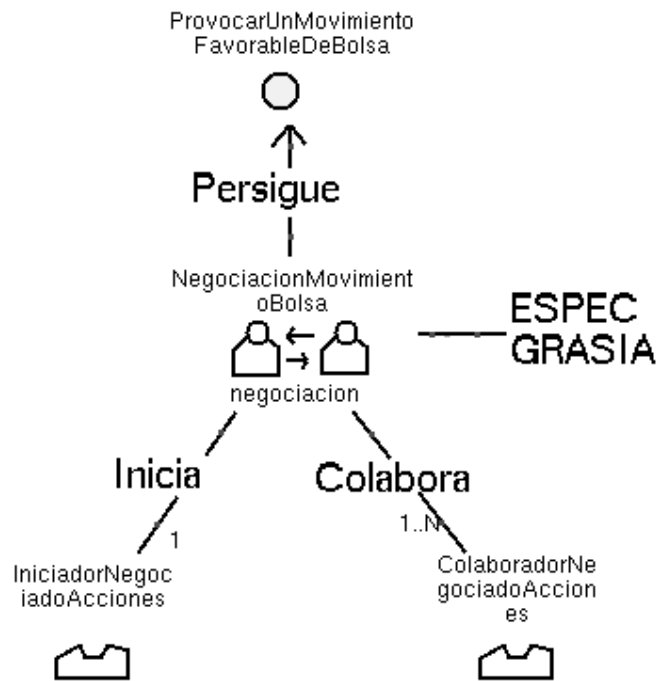 ProvocarUnMovimiento
FavorableDeBolsa
Persigue
NegociacionMovimient
oBolsa
ESPEC
GRASIA
negociacion
Inicia
Colabora
1
1..N
IniciadorNegoc
iadoAcciones
ColaboradorNe
gociadoAccion
es